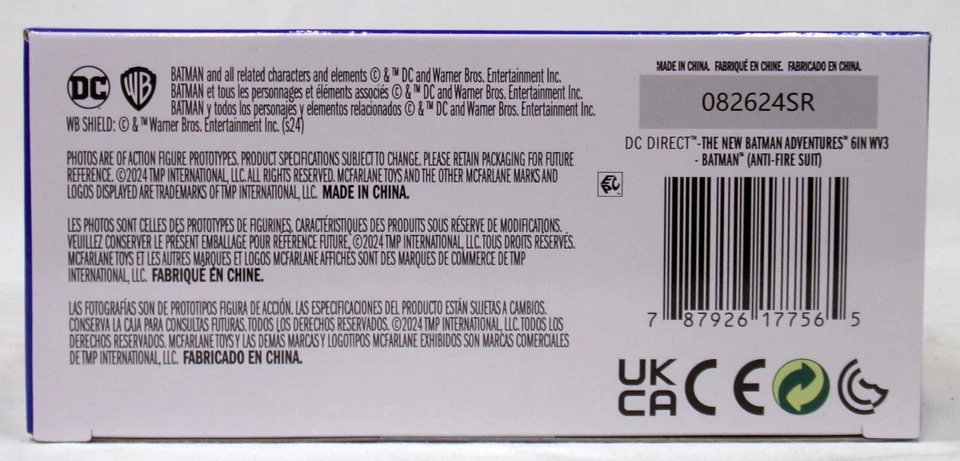 DC WB
BATMAN and all related characters and elements © & ™ DC and Warner Bros. Entertainment Inc.
BATMAN et tous les personnages et éléments associés © & ™ DC and Warner Bros. Entertainment Inc.
BATMAN y todos los personajes y elementos relacionados © & ™ DC and Warner Bros. Entertainment Inc.
WB SHIELD: © & ™ Warner Bros. Entertainment Inc. (s24)
PHOTOS ARE OF ACTION FIGURE PROTOTYPES. PRODUCT SPECIFICATIONS SUBJECT TO CHANGE. PLEASE RETAIN PACKAGING FOR FUTURE
REFERENCE. ©2024 TMP INTERNATIONAL, LLC. ALL RIGHTS RESERVED. MCFARLANE TOYS AND THE OTHER MCFARLANE MARKS AND
LOGOS DISPLAYED ARE TRADEMARKS OF TMP INTERNATIONAL, LLC. MADE IN CHINA.
LES PHOTOS SONT CELLES DES PROTOTYPES DE FIGURINES. CARACTÉRISTIQUES DES PRODUITS SOUS RÉSERVE DE MODIFICATIONS.
VEUILLEZ CONSERVER LE PRÉSENT EMBALLAGE POUR RÉFÉRENCE FUTURE, ©2024 TMP INTERNATIONAL, LLC. TOUS DROITS RÉSERVÉS.
MCFARLANE TOYS ET LES AUTRES MARQUES ET LOGOS MCFARLANE AFFICHÉS SONT DES MARQUES DE COMMERCE DE TMP
INTERNATIONAL, LLC. FABRIQUÉ EN CHINE.
LAS FOTOGRAFÍAS SON DE PROTOTIPOS FIGURA DE ACCIÓN. LAS ESPECIFICACIONES DEL PRODUCTO ESTÁN SUJETAS A CAMBIOS.
CONSERVA LA CAJA PARA CONSULTAS FUTURAS. TODOS LOS DERECHOS RESERVADOS. ©2024 TMP INTERNATIONAL, LLC. TODOS LOS
DERECHOS RESERVADOS. MCFARLANE TOYS Y LAS DEMAS MARCAS Y LOGOTIPOS MCFARLANE EXHIBIDOS SON MARCAS COMERCIALES
DE TMP INTERNATIONAL, LLC. FABRICADO EN CHINA.
MADE IN CHINA. FABRIQUÉ EN CHINE. FABRICADO EN CHINA.
082624SR
DC DIRECT™-THE NEW BATMAN ADVENTURES™ 6IN WV3
- BATMAN™ (ANTI-FIRE SUIT)
7 87926 17756 5
UK
CA CE